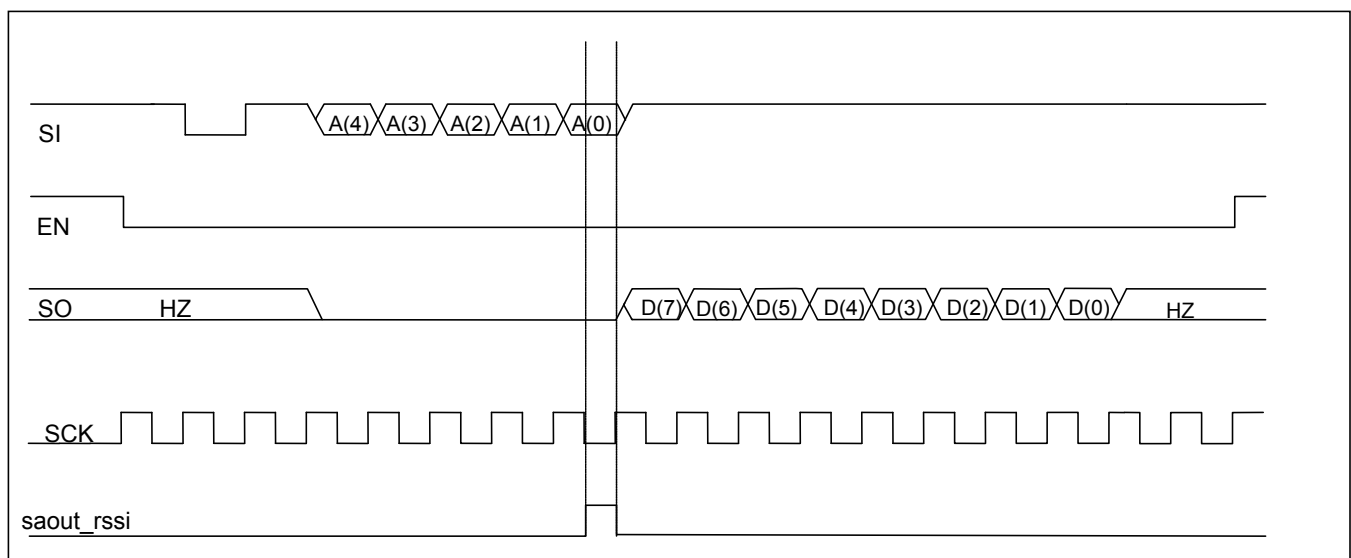 SI A(4) A(3) A(2) A(1) A(0)
EN
SO HZ D(7) D(6) D(5) D(4) D(3) D(2) D(1) D(0) HZ
SCK
saout_rssi